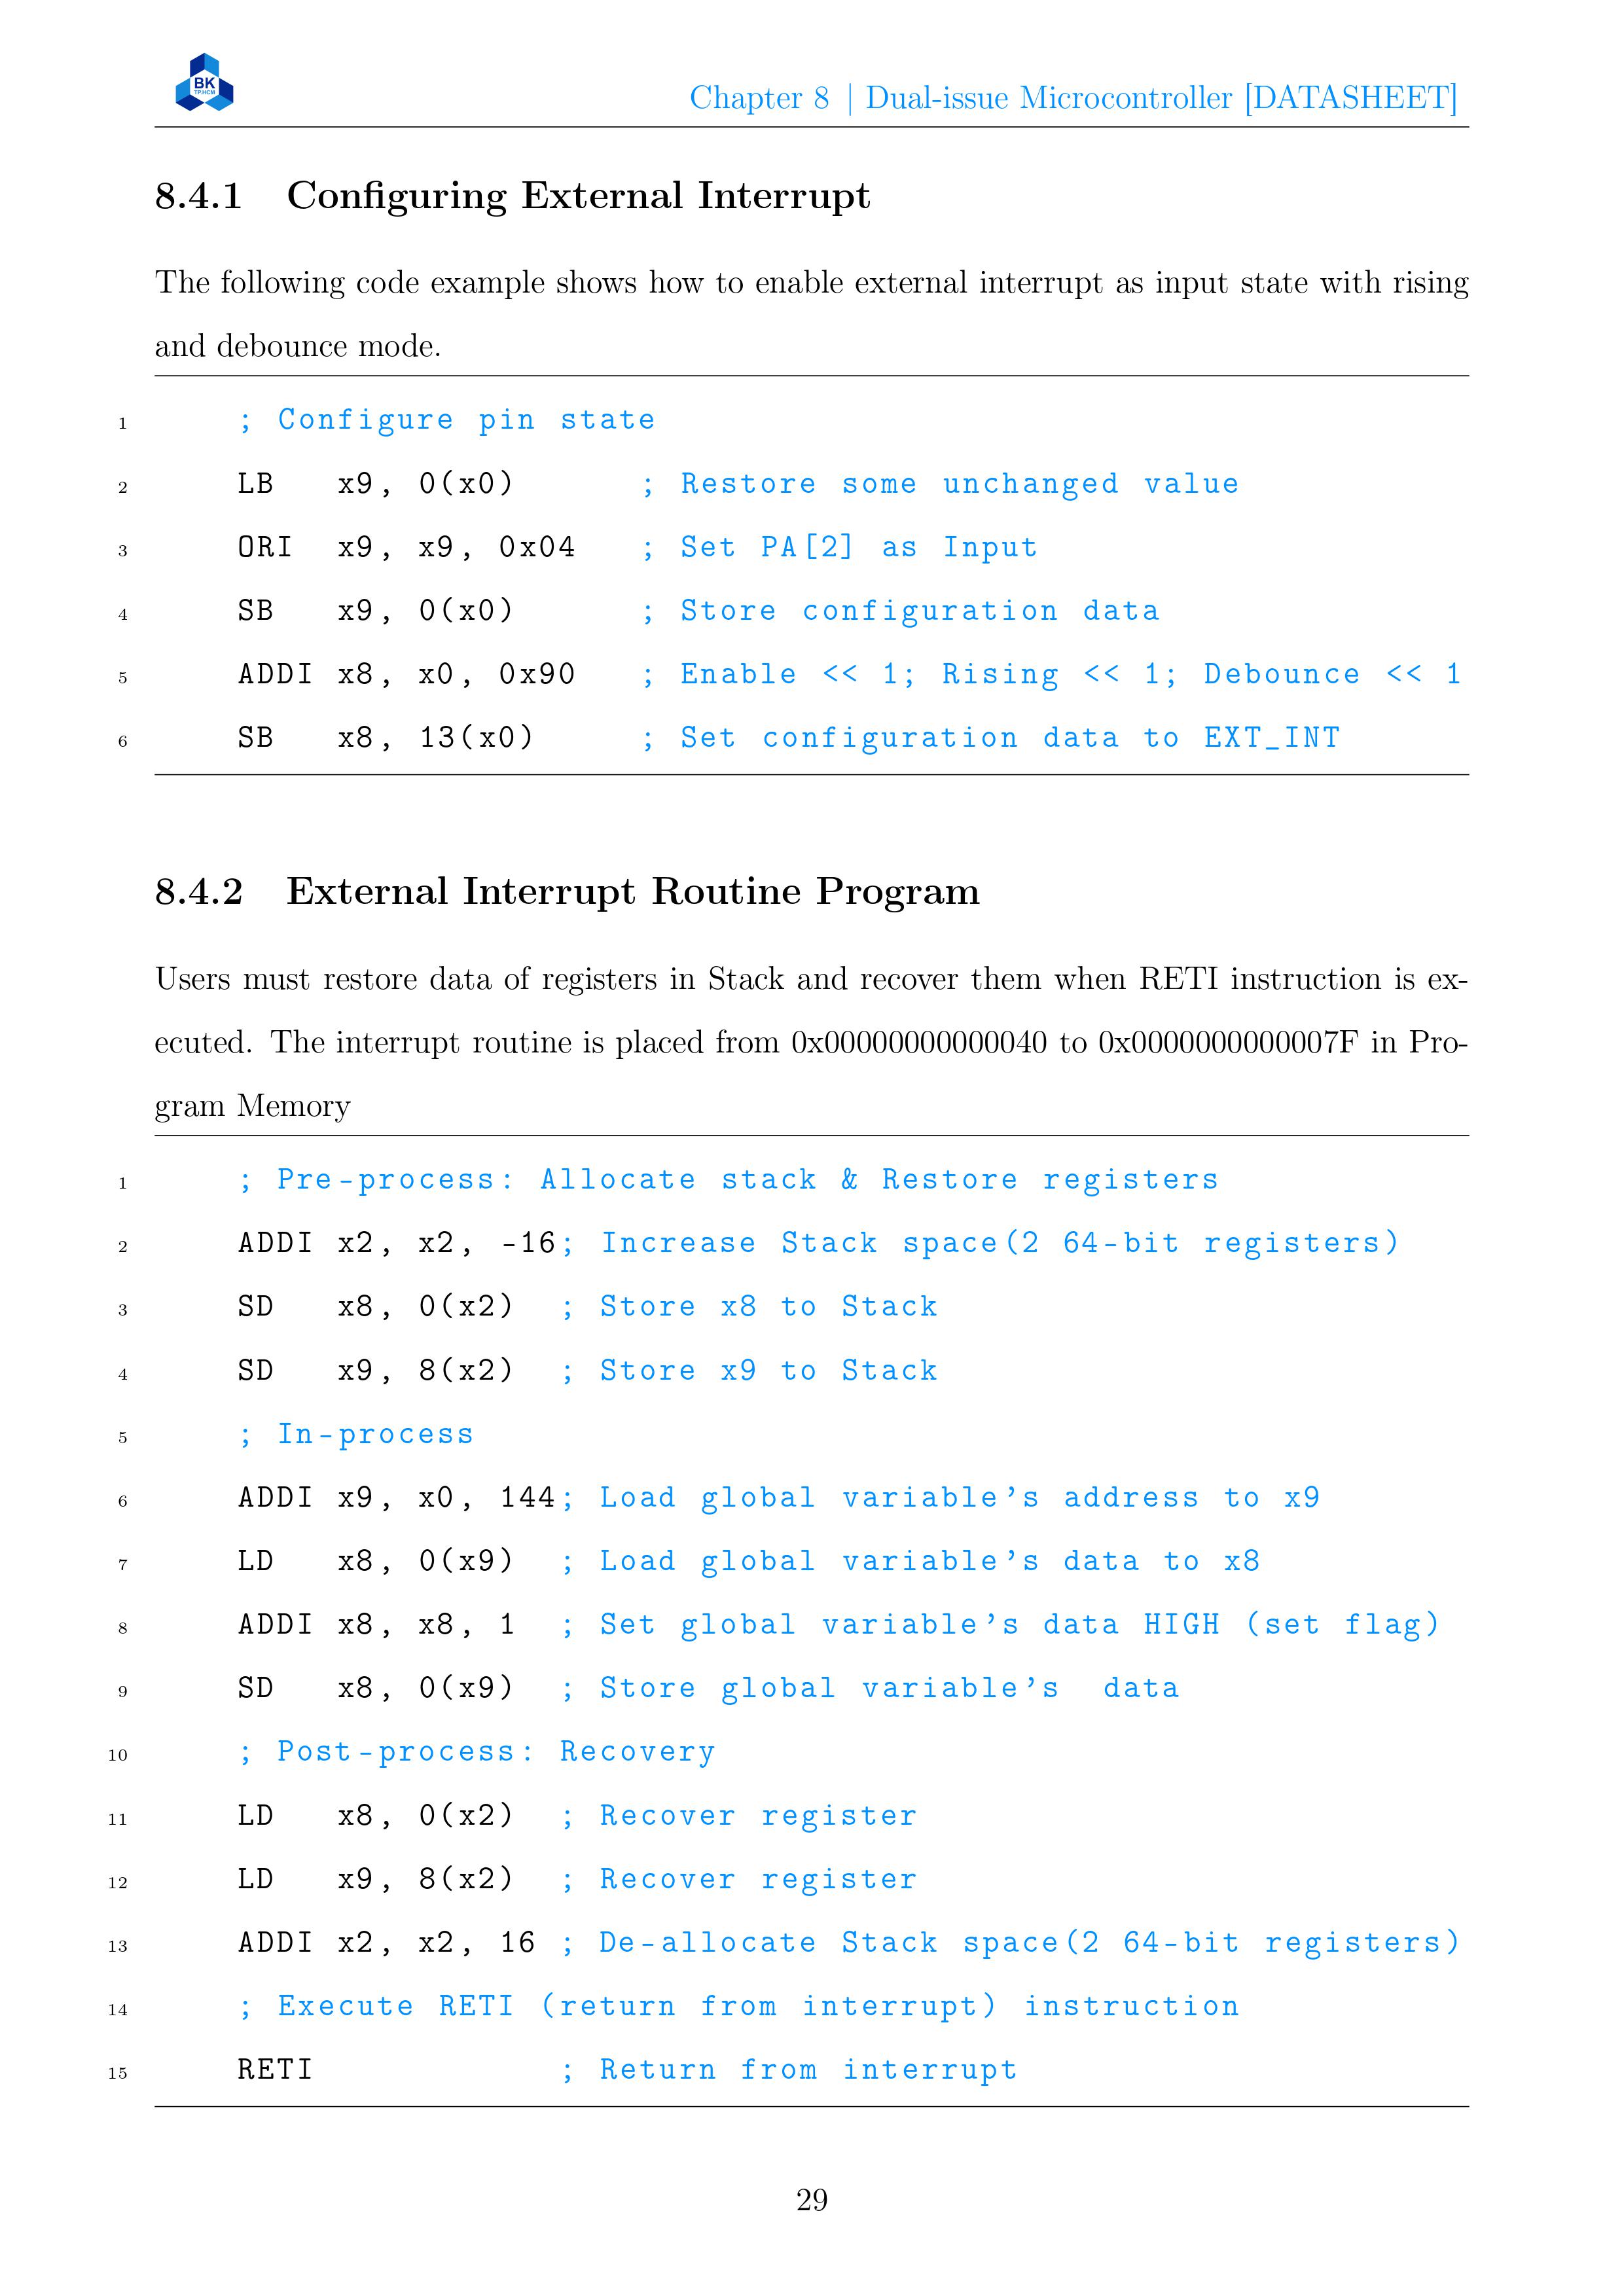 BK
TP.HCM
Chapter 8 | Dual-issue Microcontroller [DATASHEET]
8.4.1 Configuring External Interrupt
The following code example shows how to enable external interrupt as input state with rising
and debounce mode.
1 ; Configure pin state
2 LB x9, 0(x0) ; Restore some unchanged value
3 ORI x9, x9, 0x04 ; Set PA[2] as Input
4 SB x9, 0(x0) ; Store configuration data
5 ADDI x8, x0, 0x90 ; Enable << 1; Rising << 1; Debounce << 1
6 SB x8, 13(x0) ; Set configuration data to EXT_INT
8.4.2 External Interrupt Routine Program
Users must restore data of registers in Stack and recover them when RETI instruction is ex-
ecuted. The interrupt routine is placed from 0x00000000000040 to 0x0000000000007F in Pro-
gram Memory
1 ; Pre-process: Allocate stack & Restore registers
2 ADDI x2, x2, -16; Increase Stack space(2 64-bit registers)
3 SD x8, 0(x2) ; Store x8 to Stack
4 SD x9, 8(x2) ; Store x9 to Stack
5 ; In-process
6 ADDI x9, x0, 144; Load global variable's address to x9
7 LD x8, 0(x9) ; Load global variable's data to x8
8 ADDI x8, x8, 1 ; Set global variable's data HIGH (set flag)
9 SD x8, 0(x9) ; Store global variable's data
10 ; Post-process: Recovery
11 LD x8, 0(x2) ; Recover register
12 LD x9, 8(x2) ; Recover register
13 ADDI x2, x2, 16 ; De-allocate Stack space(2 64-bit registers)
14 ; Execute RETI (return from interrupt) instruction
15 RETI ; Return from interrupt
29